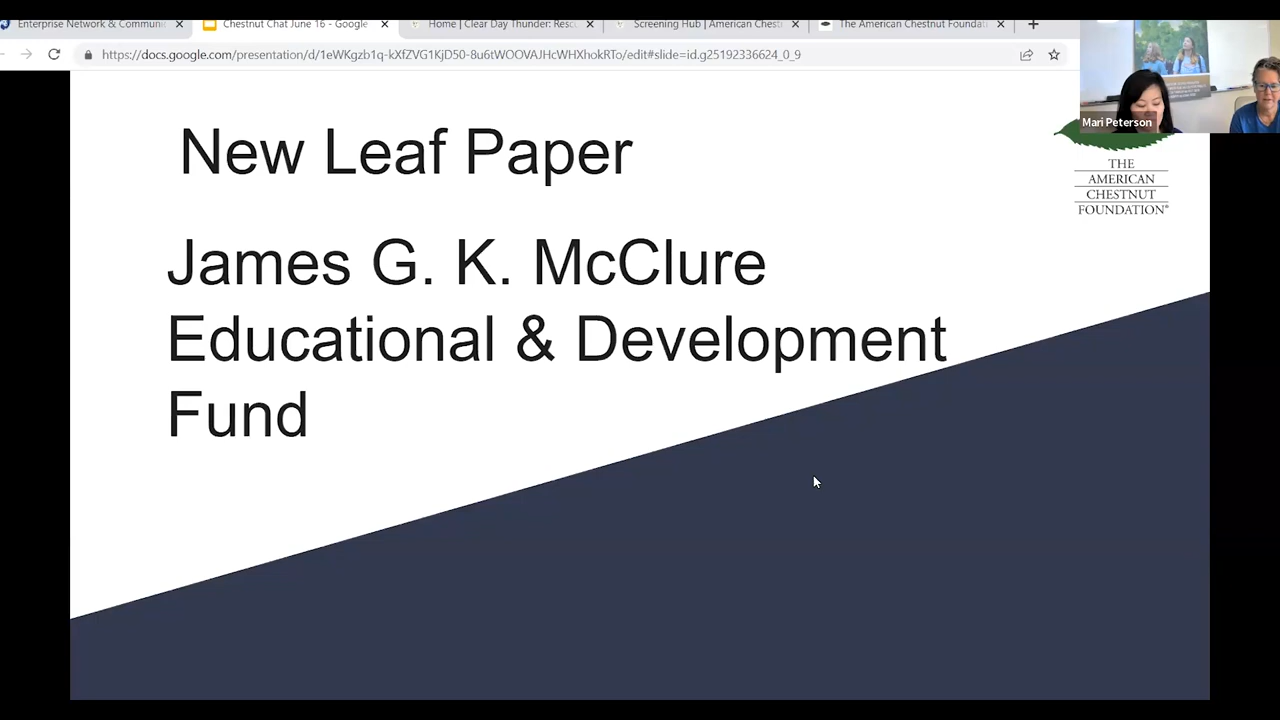 Enterprise Network & Communi
Chestnut Chat June 16 - Google
Home | Clear Day Thunder: Resc
Screening Hub | American Chest
The American Chestnut Foundat
https://docs.google.com/presentation/d/1eWKgzb1q-kXfZVG1KjD50-8u6tWOOVAJHcWHXhokRTo/edit#slide=id.g25192336624_0_9
Mari Peterson
THE
AMERICAN
CHESTNUT
FOUNDATION®
New Leaf Paper
James G. K. McClure
Educational & Development
Fund